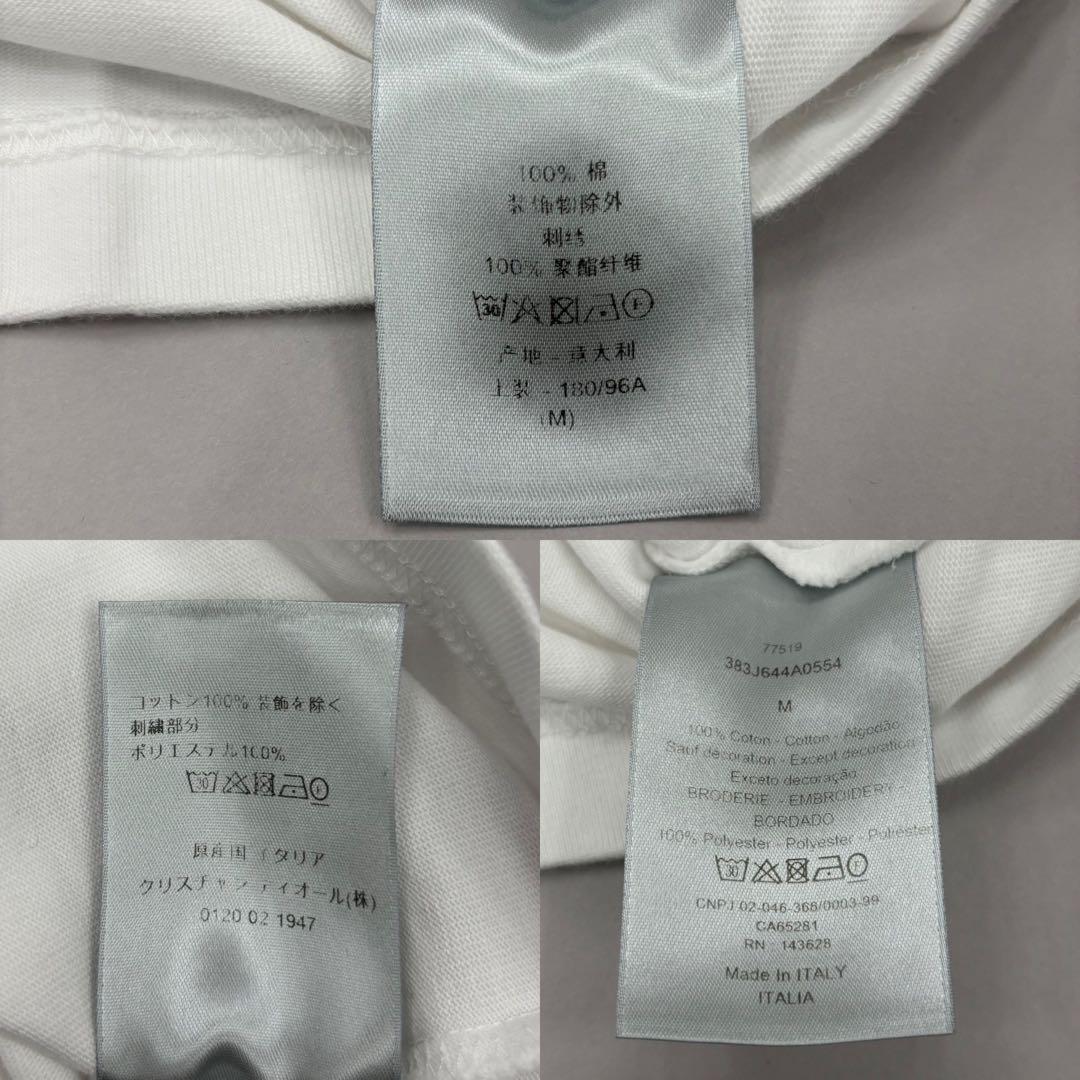 100% 棉
装饰物除外
刺绣
100% 聚酯纤维
30
F
产地 - 意大利
上装 - 180/96A
(M)
コットン100% 装飾を除く
刺繍部分
ポリエステル100%
30
F
原産国 イタリア
クリスチャンディオール(株)
0120 02 1947
77519
383J644A0554
M
100% Coton - Cotton - Algodão
Sauf décoration - Except decoration
Exceto decoração
BRODERIE - EMBROIDERY -
BORDADO
100% Polyester - Polyester - Poliéster
30
F
CNPJ 02-046-368/0003-99
CA65281
RN : 143628
Made In ITALY
ITALIA